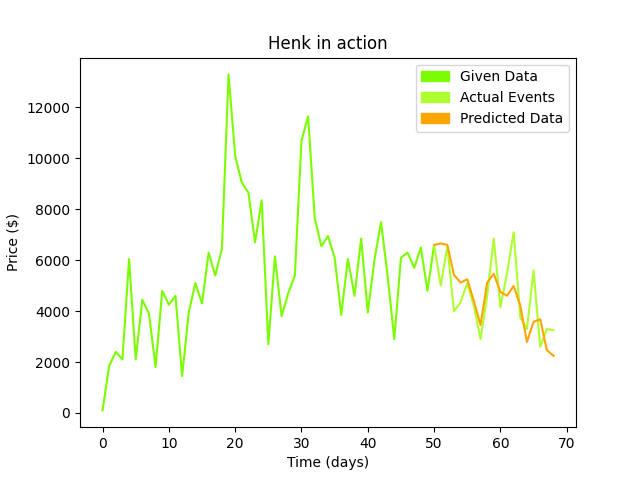 Henk in action
Given Data
Actual Events
Predicted Data
Price ($)
12000
10000
8000
6000
4000
2000
0
0 10 20 30 40 50 60 70
Time (days)